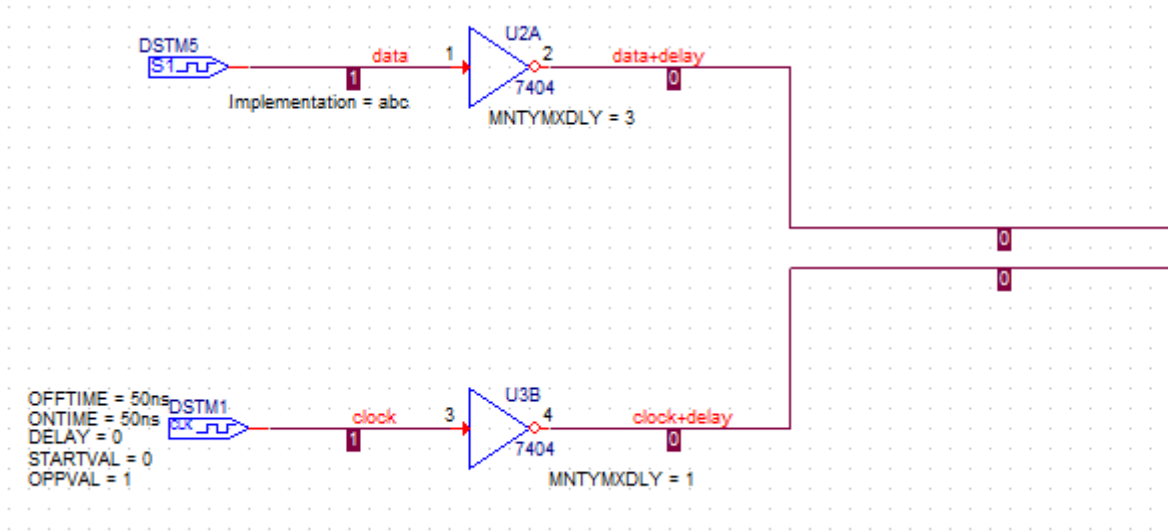 DSTM5
S1
data
1
1
Implementation = abc
U2A
2
7404
MNTYMXDLY = 3
data+delay
0
0
0
OFFTIME = 50ns
ONTIME = 50ns
DELAY = 0
STARTVAL = 0
OPPVAL = 1
DSTM1
CLK
clock
1
3
U3B
4
7404
MNTYMXDLY = 1
clock+delay
0